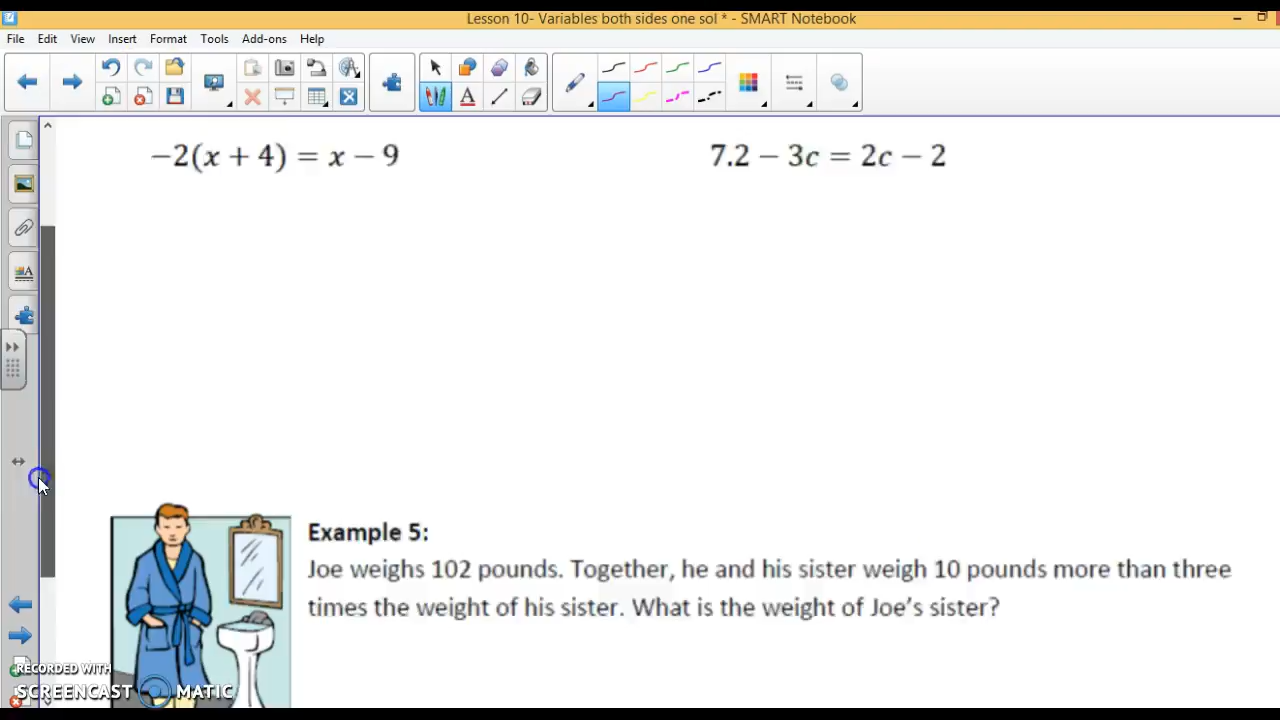 Lesson 10- Variables both sides one sol * - SMART Notebook
File Edit View Insert Format Tools Add-ons Help
−2(x + 4) = x − 9
7.2 − 3c = 2c − 2
Example 5:
Joe weighs 102 pounds. Together, he and his sister weigh 10 pounds more than three
times the weight of his sister. What is the weight of Joe's sister?
RECORDED WITH
SCREENCAST MATIC